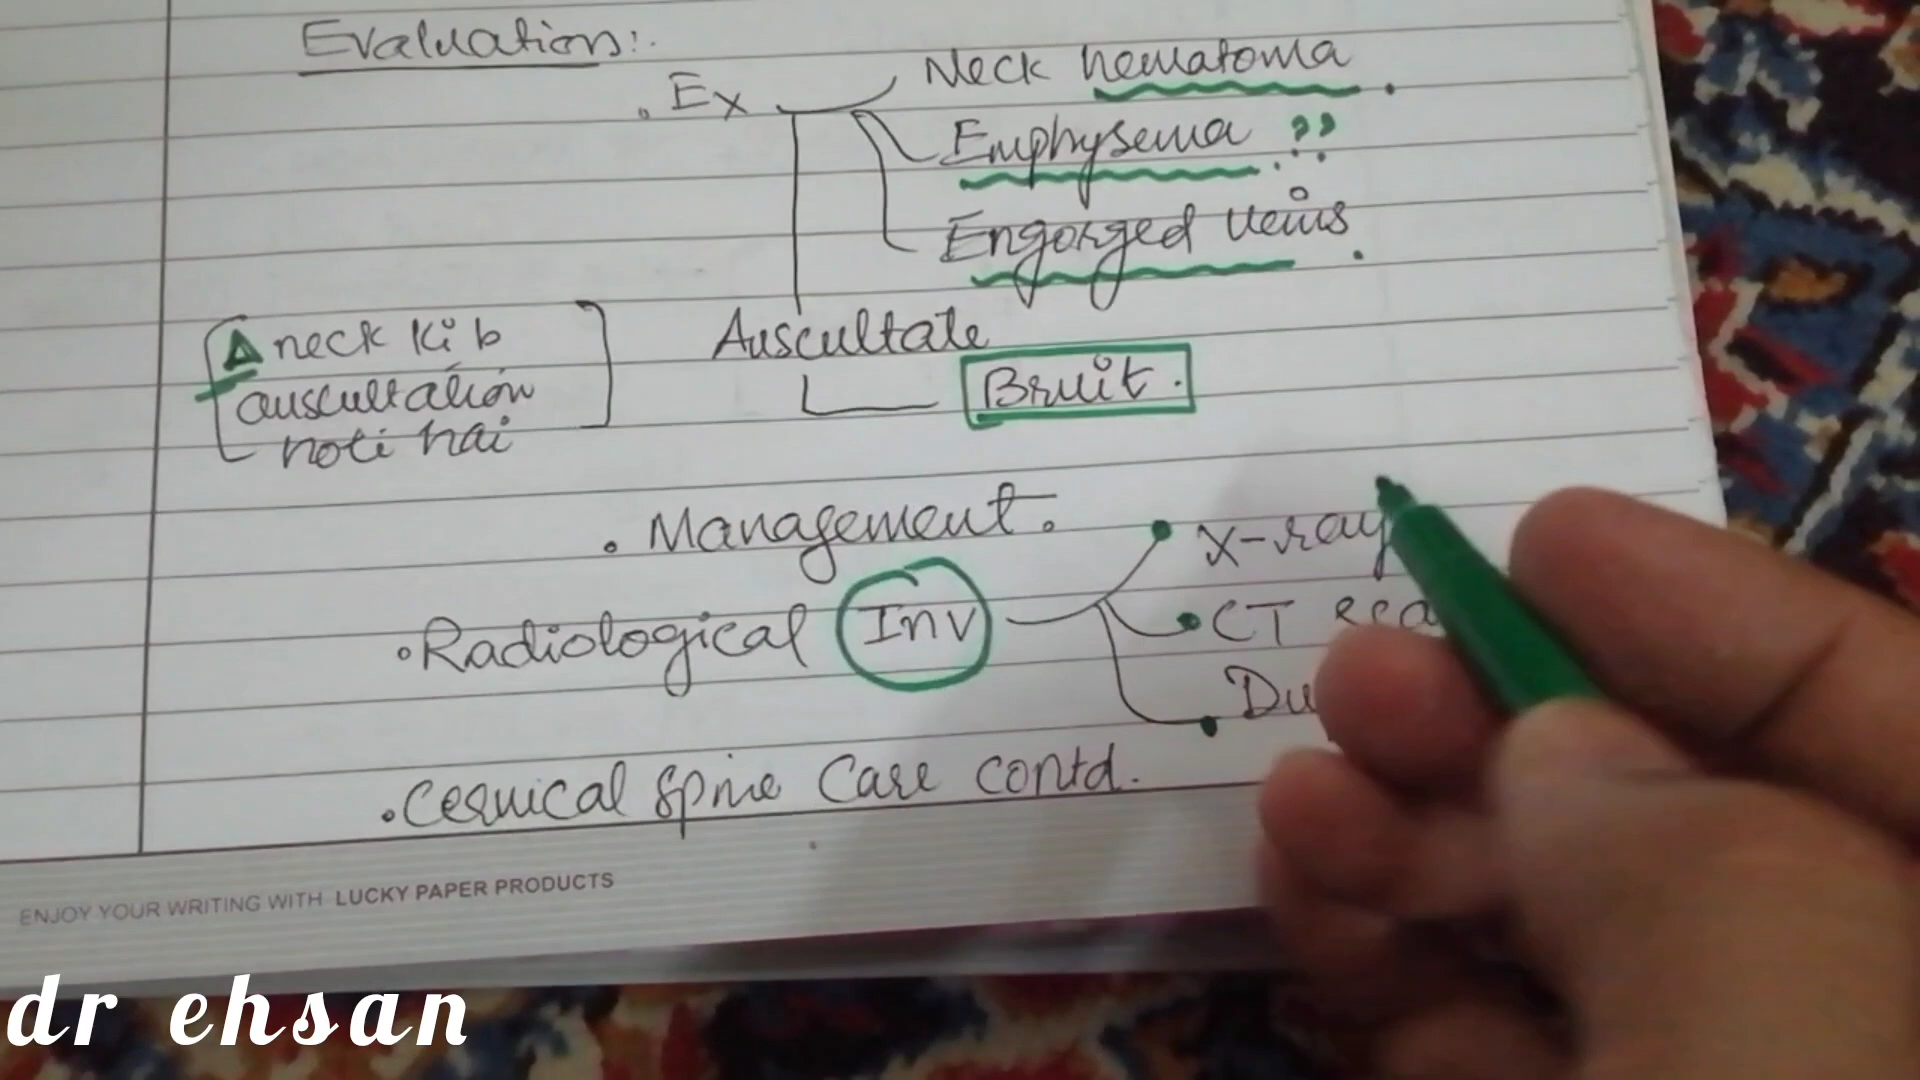 Evaluation:.
. Ex Neck hematoma .
Emphysema ??
Engorged veins .
Auscultate
Bruit.
neck ki b
auscultation
hoti hai
. Management.
. Radiological Inv
X-ray
CT
. Cervical spine Care contd.
ENJOY YOUR WRITING WITH LUCKY PAPER PRODUCTS
dr ehsan